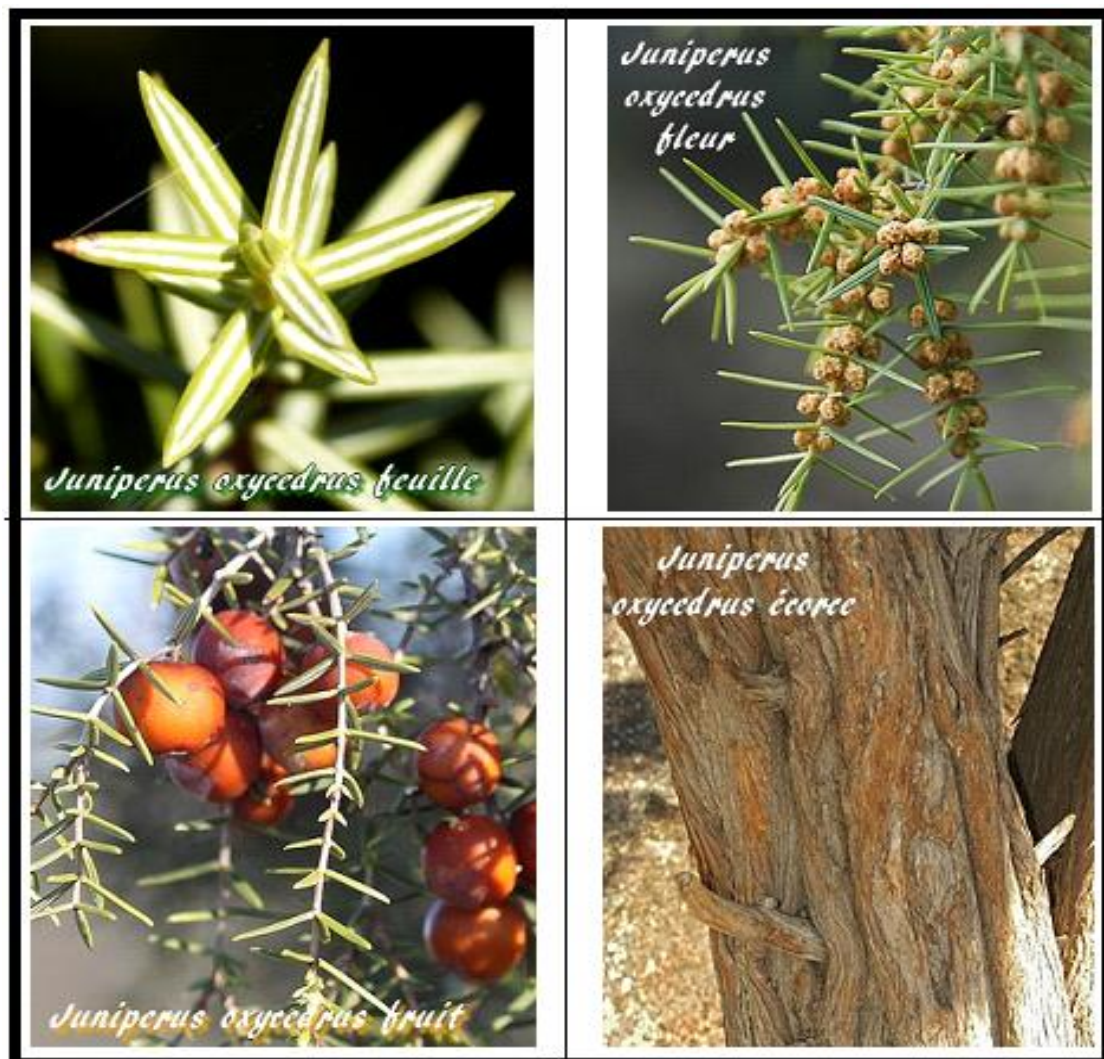 Juniperus oxycedrus feuille
Juniperus
oxycedrus
fleur
Juniperus oxycedrus fruit
Juniperus
oxycedrus écorce